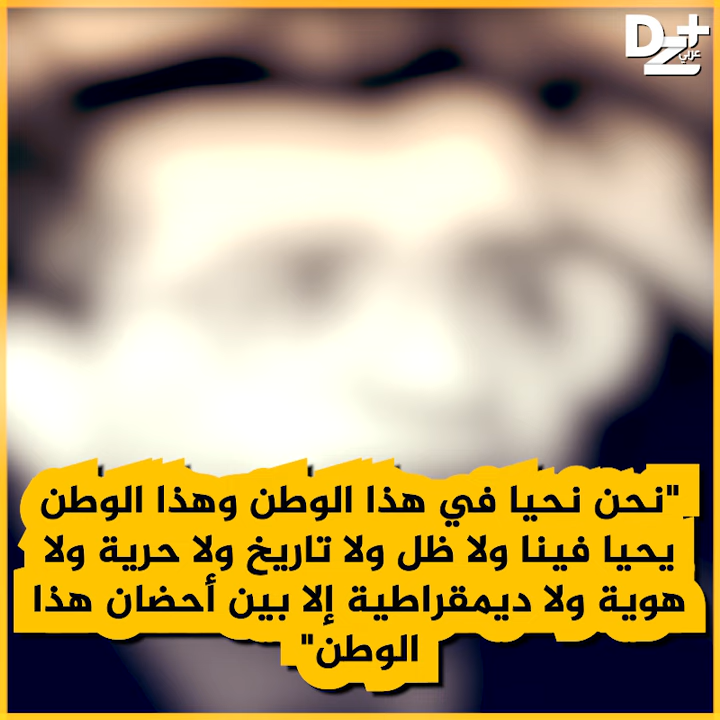 DZ+
عربي
"نحن نحيا في هذا الوطن وهذا الوطن
يحيا فينا ولا ظل ولا تاريخ ولا حرية ولا
هوية ولا ديمقراطية إلا بين أحضان هذا
الوطن"